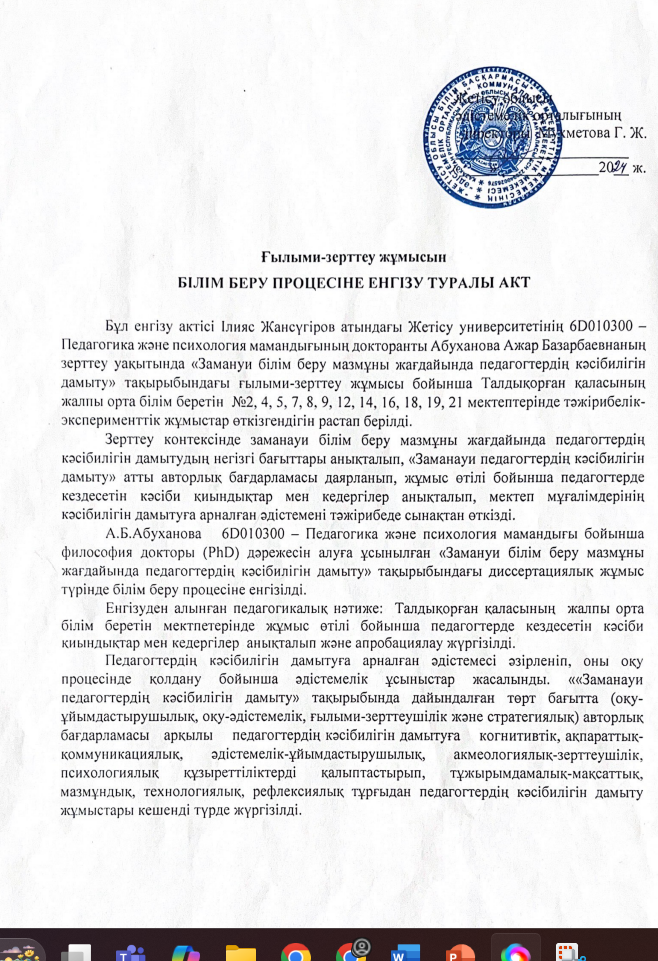 Жетісу облысы
әдістемелік орталығының
директоры Г. Ж.
2024 ж.
Ғылыми-зерттеу жұмысын
БІЛІМ БЕРУ ПРОЦЕСІНЕ ЕНГІЗУ ТУРАЛЫ АКТ
Бұл енгізу актісі Ілияс Жансүгіров атындағы Жетісу университетінің 6D010300 –
Педагогика және психология мамандығының докторанты Абуханова Ажар Базарбаевнаның
зерттеу уақытында «Замануи білім беру мазмұны жағдайында педагогтердің кәсібилігін
дамыту» тақырыбындағы ғылыми-зерттеу жұмысы бойынша Талдықорған қаласының
жалпы орта білім беретін №2, 4, 5, 7, 8, 9, 12, 14, 16, 18, 19, 21 мектептерінде тәжірибелік-
эксперименттік жұмыстар өткізгендігін растап берілді.
Зерттеу контексінде заманауи білім беру мазмұны жағдайында педагогтердің
кәсібилігін дамытудың негізгі бағыттары анықталып, «Заманауи педагогтердің кәсібилігін
дамыту» атты авторлық бағдарламасы даярланып, жұмыс өтілі бойынша педагогтерде
кездесетін кәсіби қиындықтар мен кедергілер анықталып, мектеп мұғалімдерінің
кәсібилігін дамытуға арналған әдістемені тәжірибеде сынақтан өткізді.
А.Б.Абуханова 6D010300 – Педагогика және психология мамандығы бойынша
философия докторы (PhD) дәрежесін алуға ұсынылған «Замануи білім беру мазмұны
жағдайында педагогтердің кәсібилігін дамыту» тақырыбындағы диссертациялық жұмыс
түрінде білім беру процесіне енгізілді.
Енгізуден алынған педагогикалық нәтиже: Талдықорған қаласының жалпы орта
білім беретін мектпетерінде жұмыс өтілі бойынша педагогтерде кездесетін кәсіби
қиындықтар мен кедергілер анықталып және апробациялау жүргізілді.
Педагогтердің кәсібилігін дамытуға арналған әдістемесі әзірленіп, оны оқу
процесінде қолдану бойынша әдістемелік ұсыныстар жасалынды. ««Заманауи
педагогтердің кәсібилігін дамыту» тақырыбында дайындалған төрт бағытта (оқу-
ұйымдастырушылық, оқу-әдістемелік, ғылыми-зерттеушілік және стратегиялық) авторлық
бағдарламасы арқылы педагогтердің кәсібилігін дамытуға когнитивтік, ақпараттық-
коммуникациялық, әдістемелік-ұйымдастырушылық, акмеологиялық-зерттеушілік,
психологиялық құзыреттіліктерді қалыптастырып, тұжырымдамалық-мақсаттық,
мазмұндық, технологиялық, рефлексиялық тұрғыдан педагогтердің кәсібилігін дамыту
жұмыстары кешенді түрде жүргізілді.